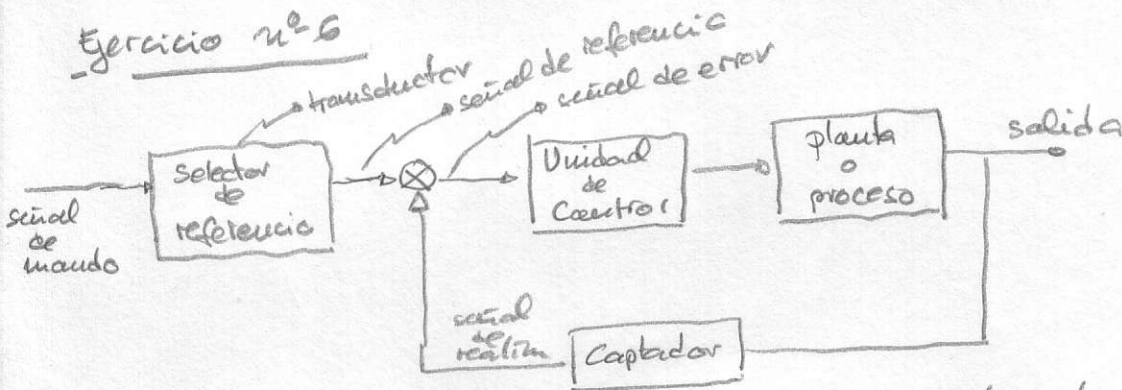 Ejercicio nº 6
transductor
señal de referencia
señal de error
señal
de
mando
Selector
de
referencia
Unidad
de
Control
planta
o
proceso
salida
señal
de
realim
Captador